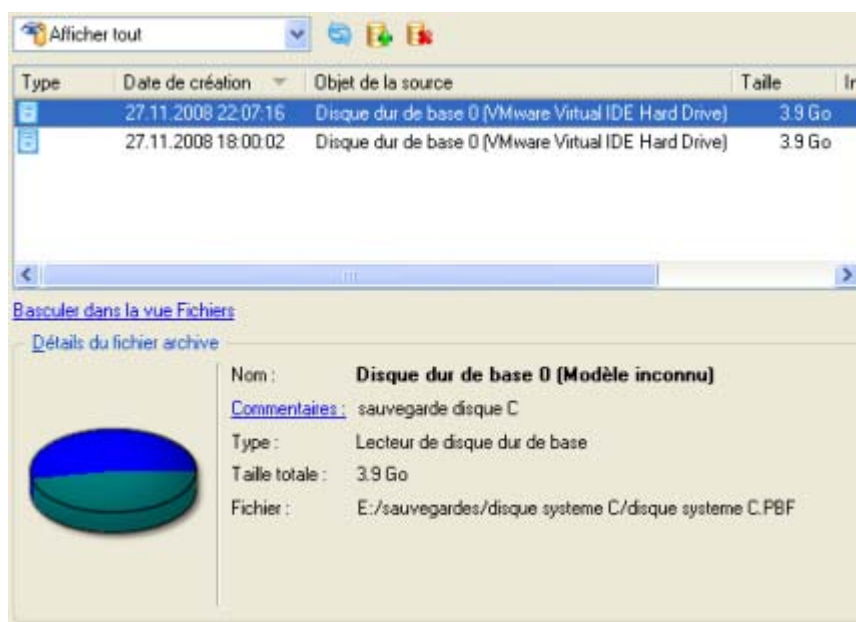 Afficher tout
Type Date de création Objet de la source Taille In
27.11.2008 22:07:16 Disque dur de base 0 (VMware Virtual IDE Hard Drive) 3.9 Go
27.11.2008 18:00:02 Disque dur de base 0 (VMware Virtual IDE Hard Drive) 3.9 Go
Basculer dans la vue Fichiers
Détails du fichier archive
Nom : Disque dur de base 0 (Modèle inconnu)
Commentaires : sauvegarde disque C
Type : Lecteur de disque dur de base
Taille totale : 3.9 Go
Fichier : E:/sauvegardes/disque systeme C/disque systeme C.PBF